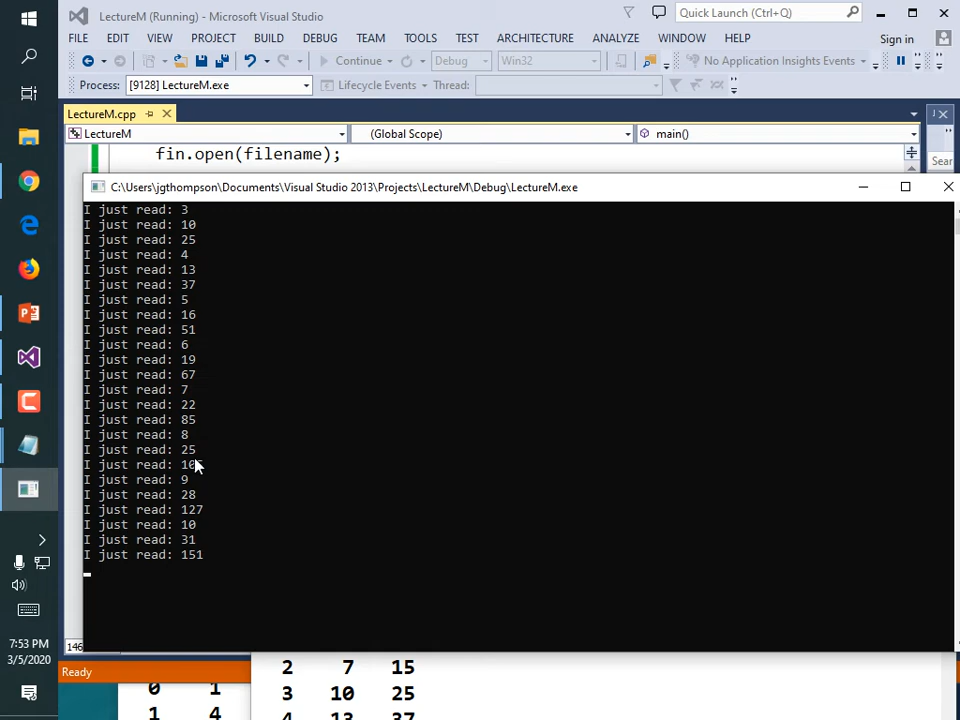 LectureM (Running) - Microsoft Visual Studio
Quick Launch (Ctrl+Q)
FILE EDIT VIEW PROJECT BUILD DEBUG TEAM TOOLS TEST ARCHITECTURE ANALYZE WINDOW HELP Sign in
Continue Debug Win32 No Application Insights Events
Process: [9128] LectureM.exe Lifecycle Events Thread:
LectureM.cpp
LectureM (Global Scope) main()
fin.open(filename);
Sear
C:\Users\jgthompson\Documents\Visual Studio 2013\Projects\LectureM\Debug\LectureM.exe
I just read: 3
I just read: 10
I just read: 25
I just read: 4
I just read: 13
I just read: 37
I just read: 5
I just read: 16
I just read: 51
I just read: 6
I just read: 19
I just read: 67
I just read: 7
I just read: 22
I just read: 85
I just read: 8
I just read: 25
I just read:
I just read: 9
I just read: 28
I just read: 127
I just read: 10
I just read: 31
I just read: 151
146
Ready
2 7 15
3 10 25
4 13 37
0 1
1 4
7:53 PM
3/5/2020